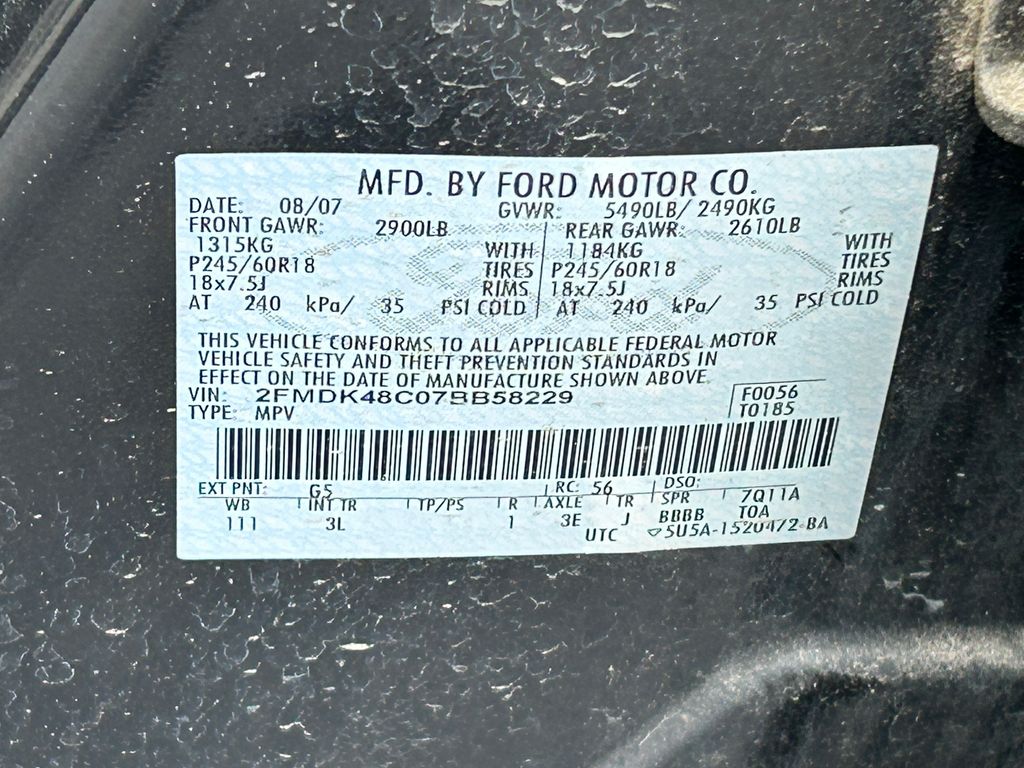 MFD. BY FORD MOTOR CO.
DATE: 08/07 GVWR: 5490LB/ 2490KG
FRONT GAWR: 2900LB REAR GAWR: 2610LB
1315KG WITH 1184KG WITH
P245/60R18 TIRES P245/60R18 TIRES
18x7.5J RIMS 18x7.5J RIMS
AT 240 kPa/ 35 PSI COLD AT 240 kPa/ 35 PSI COLD
THIS VEHICLE CONFORMS TO ALL APPLICABLE FEDERAL MOTOR
VEHICLE SAFETY AND THEFT PREVENTION STANDARDS IN
EFFECT ON THE DATE OF MANUFACTURE SHOWN ABOVE.
VIN: 2FMDK48C07BB58229 F0056
TYPE: MPV T0185
EXT PNT: G5 RC: 56 DSO:
WB INT TR TP/PS R AXLE TR SPR 7Q11A
111 3L 1 3E J BBBB TOA
UTC 5U5A-1520472-BA